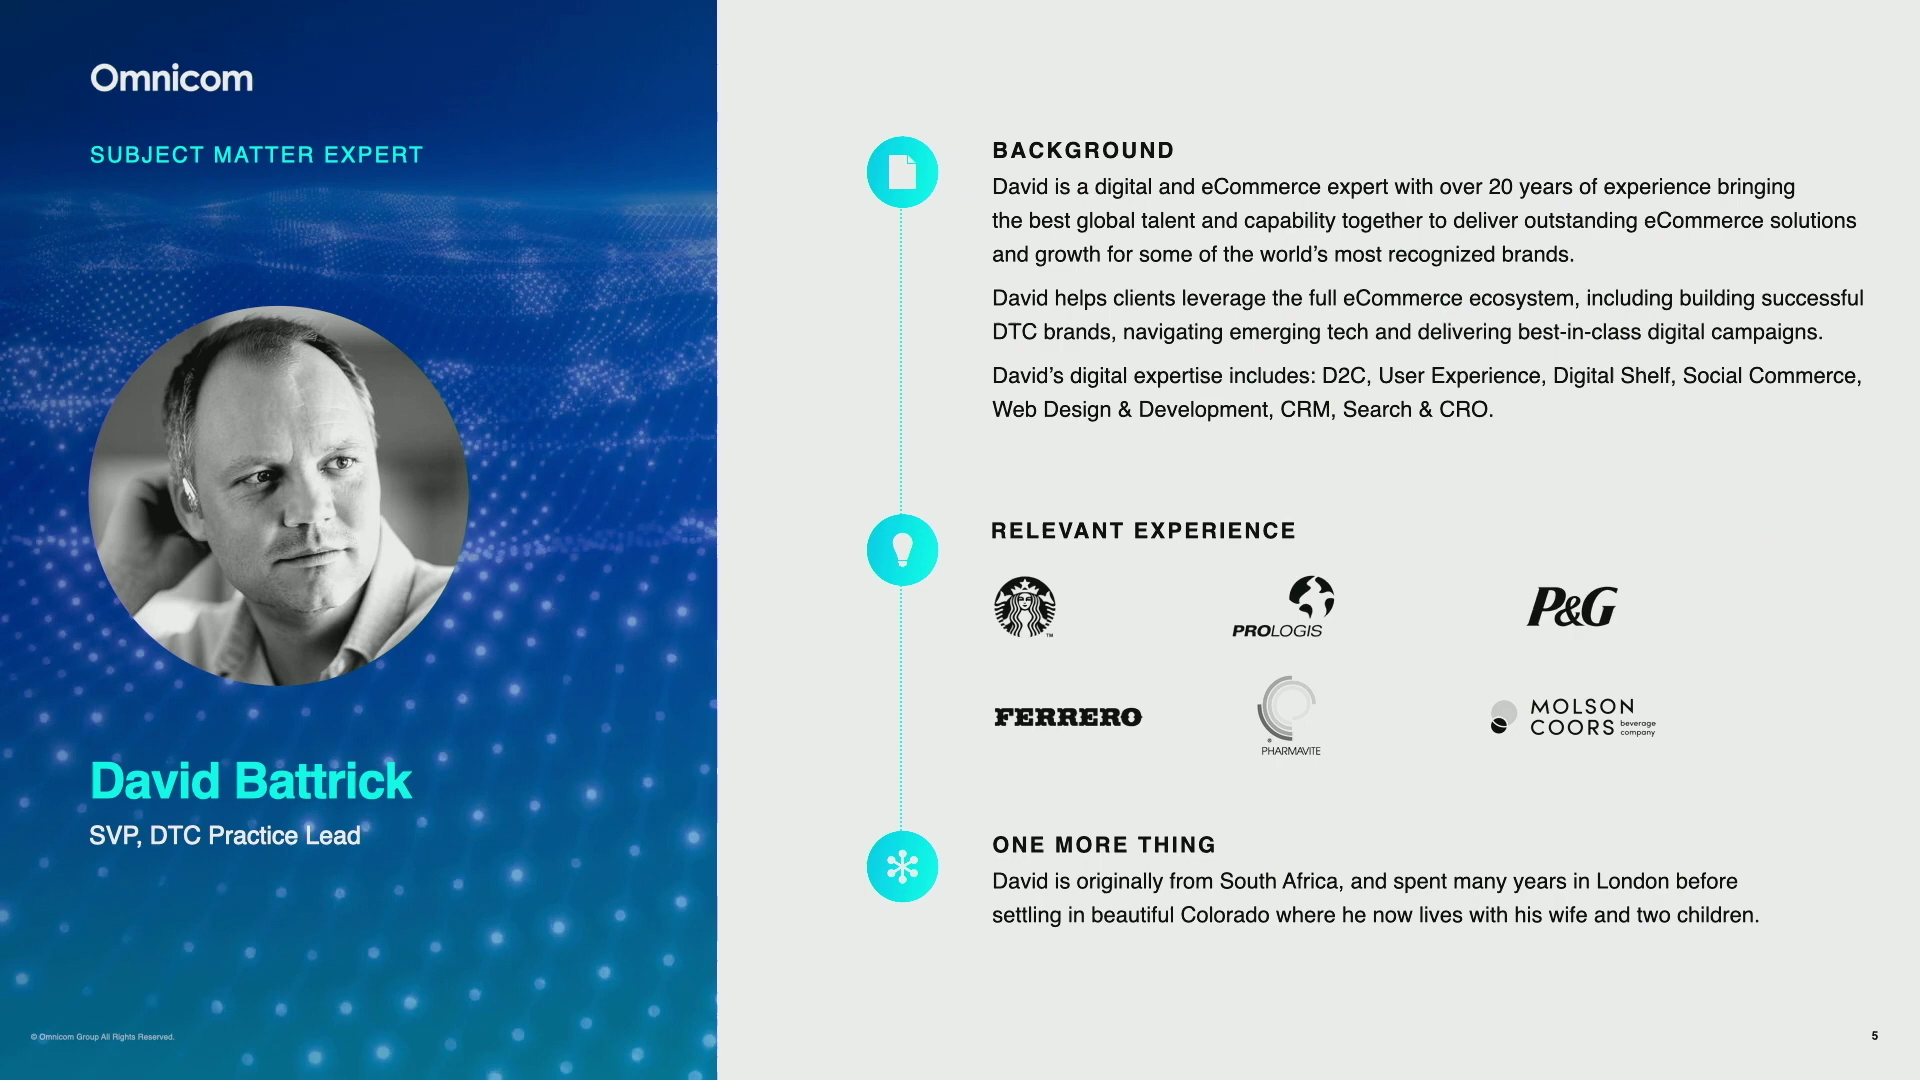 Omnicom
SUBJECT MATTER EXPERT
David Battrick
SVP, DTC Practice Lead
© Omnicom Group All Rights Reserved.
BACKGROUND
David is a digital and eCommerce expert with over 20 years of experience bringing
the best global talent and capability together to deliver outstanding eCommerce solutions
and growth for some of the world’s most recognized brands.
David helps clients leverage the full eCommerce ecosystem, including building successful
DTC brands, navigating emerging tech and delivering best-in-class digital campaigns.
David’s digital expertise includes: D2C, User Experience, Digital Shelf, Social Commerce,
Web Design & Development, CRM, Search & CRO.
RELEVANT EXPERIENCE
TM
PROLOGIS
P&G
FERRERO
®
PHARMAVITE
MOLSON
COORS beverage
company
ONE MORE THING
David is originally from South Africa, and spent many years in London before
settling in beautiful Colorado where he now lives with his wife and two children.
5